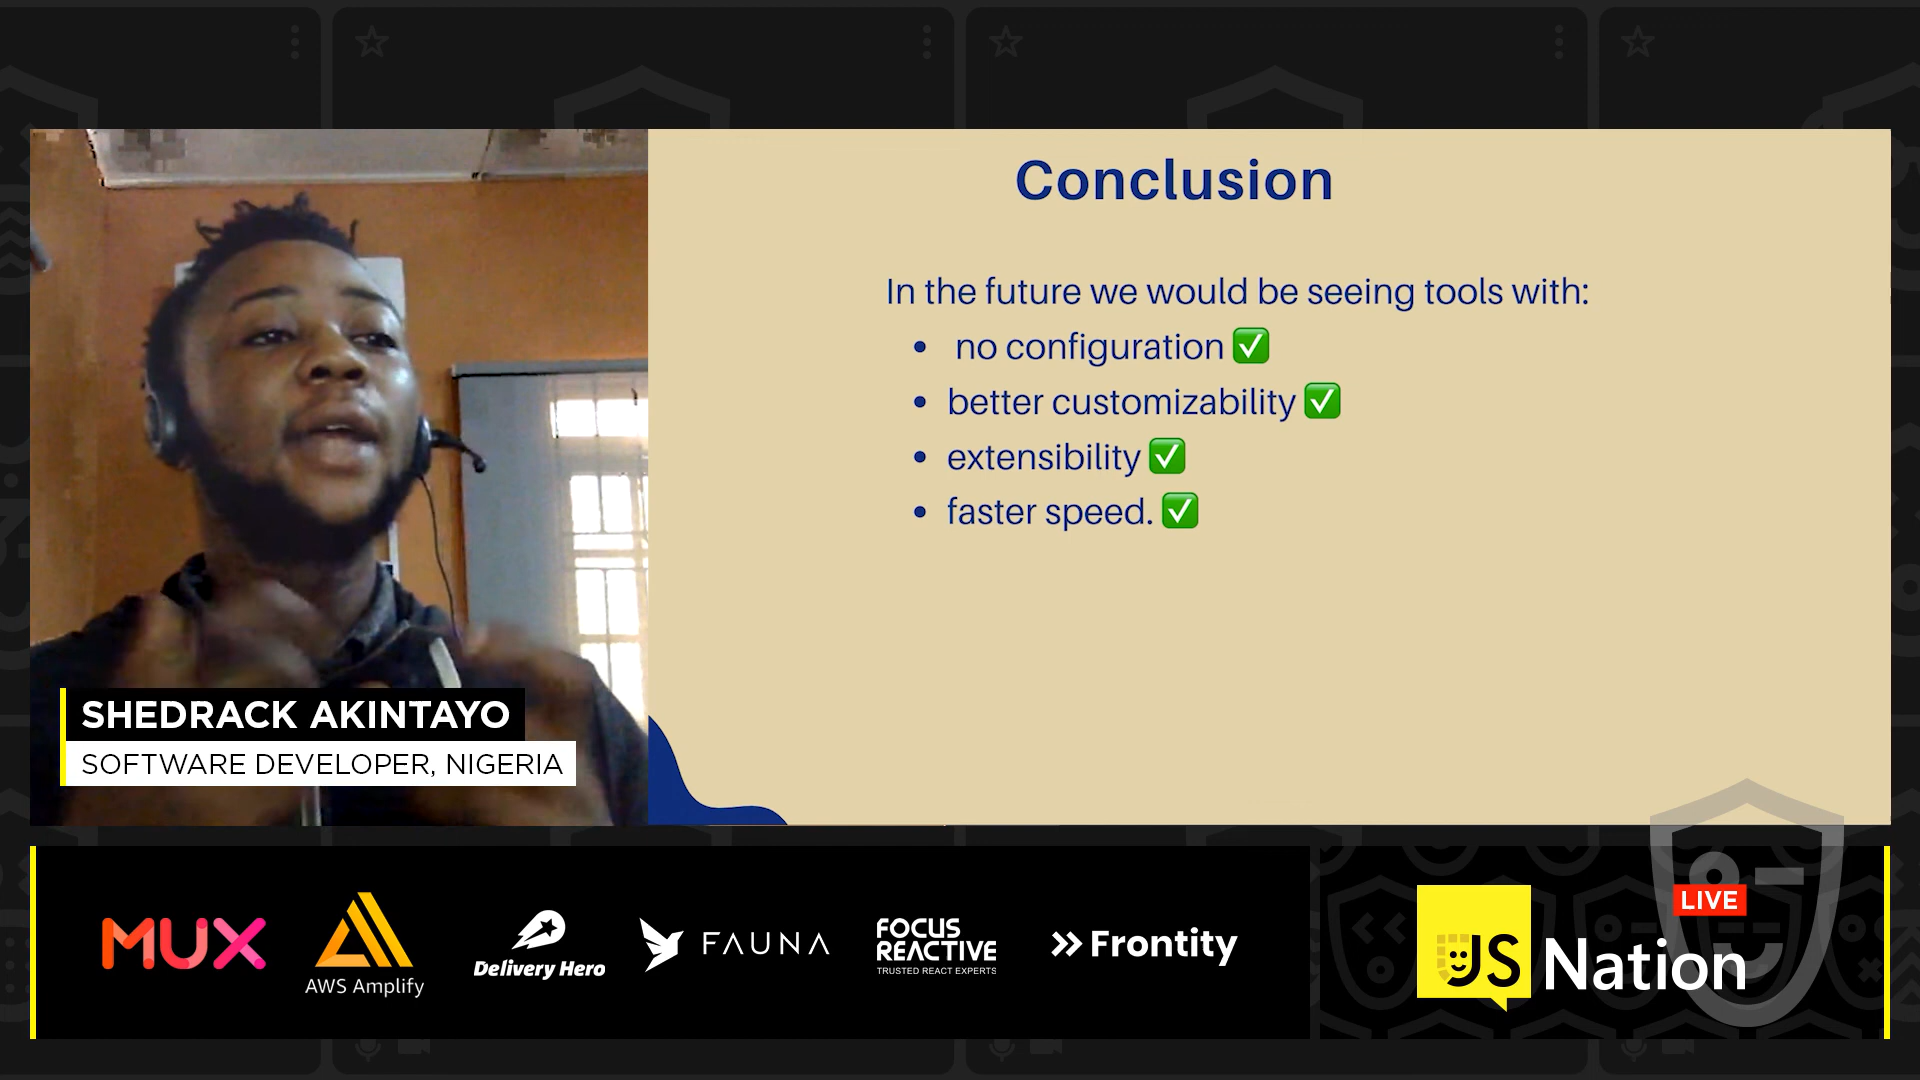 Conclusion
In the future we would be seeing tools with:
• no configuration ✅
• better customizability ✅
• extensibility ✅
• faster speed. ✅
SHEDRACK AKINTAYO
SOFTWARE DEVELOPER, NIGERIA
MUX
AWS Amplify
Delivery Hero
FAUNA
FOCUS
REACTIVE
TRUSTED REACT EXPERTS
Frontity
LIVE
JS Nation